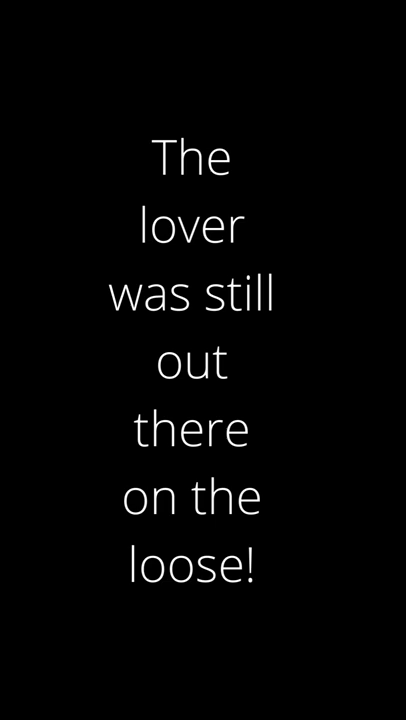 The
lover
was still
out
there
on the
loose!